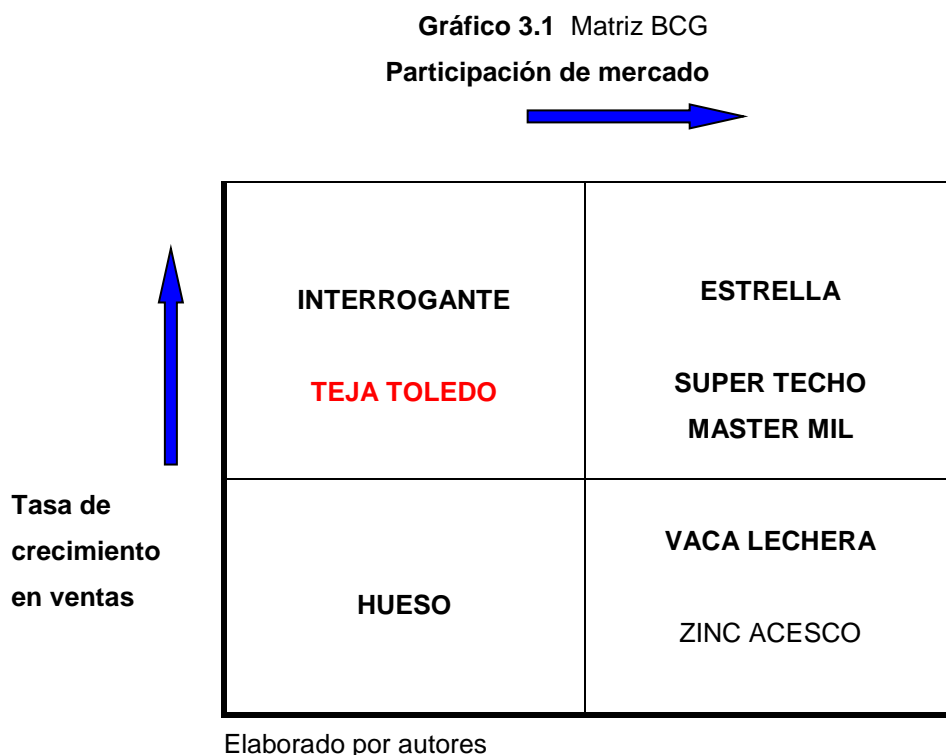 Gráfico 3.1 Matriz BCG
Participación de mercado
INTERROGANTE
TEJA TOLEDO
ESTRELLA
SUPER TECHO
MASTER MIL
Tasa de
crecimiento
en ventas
HUESO
VACA LECHERA
ZINC ACESCO
Elaborado por autores